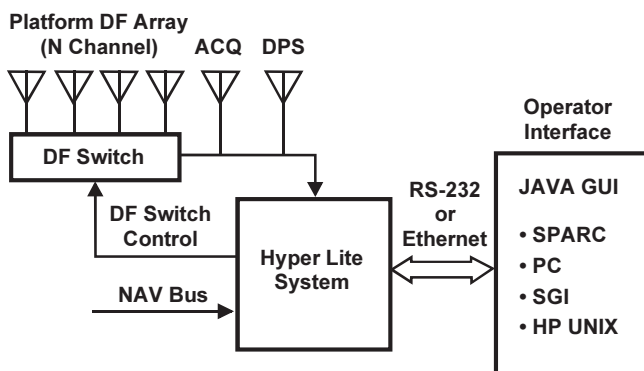 Platform DF Array
(N Channel)
ACQ
DPS
DF Switch
DF Switch
Control
NAV Bus
Hyper Lite
System
RS-232
or
Ethernet
Operator
Interface
JAVA GUI
• SPARC
• PC
• SGI
• HP UNIX